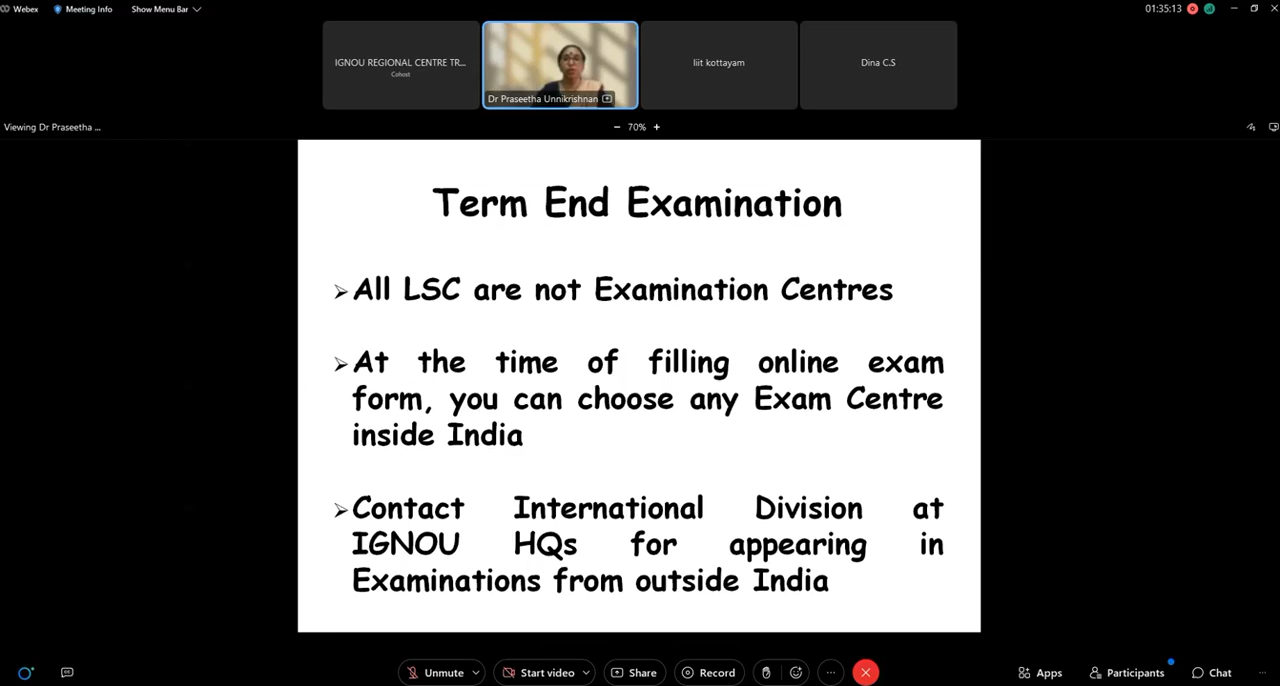 Webex Meeting Info Show Menu Bar 01:35:13
IGNOU REGIONAL CENTRE TR...
Cohost
Dr Praseetha Unnikrishnan
liit kottayam
Dina C.S
Viewing Dr Praseetha ...
− 70% +
Term End Examination
➢All LSC are not Examination Centres
➢At the time of filling online exam
form, you can choose any Exam Centre
inside India
➢Contact International Division at
IGNOU HQs for appearing in
Examinations from outside India
Unmute Start video Share Record Apps Participants Chat